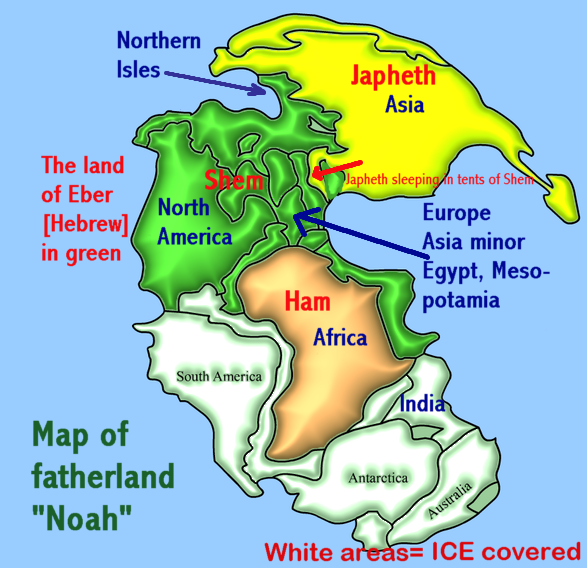 Northern
Isles
Japheth
Asia
The land
of Eber
[Hebrew]
in green
Shem
Japheth sleeping in tents of Shem
North
America
Europe
Asia minor
Egypt, Meso-
potamia
Ham
Africa
South America
India
Map of
fatherland
"Noah"
Antarctica
Australia
White areas= ICE covered